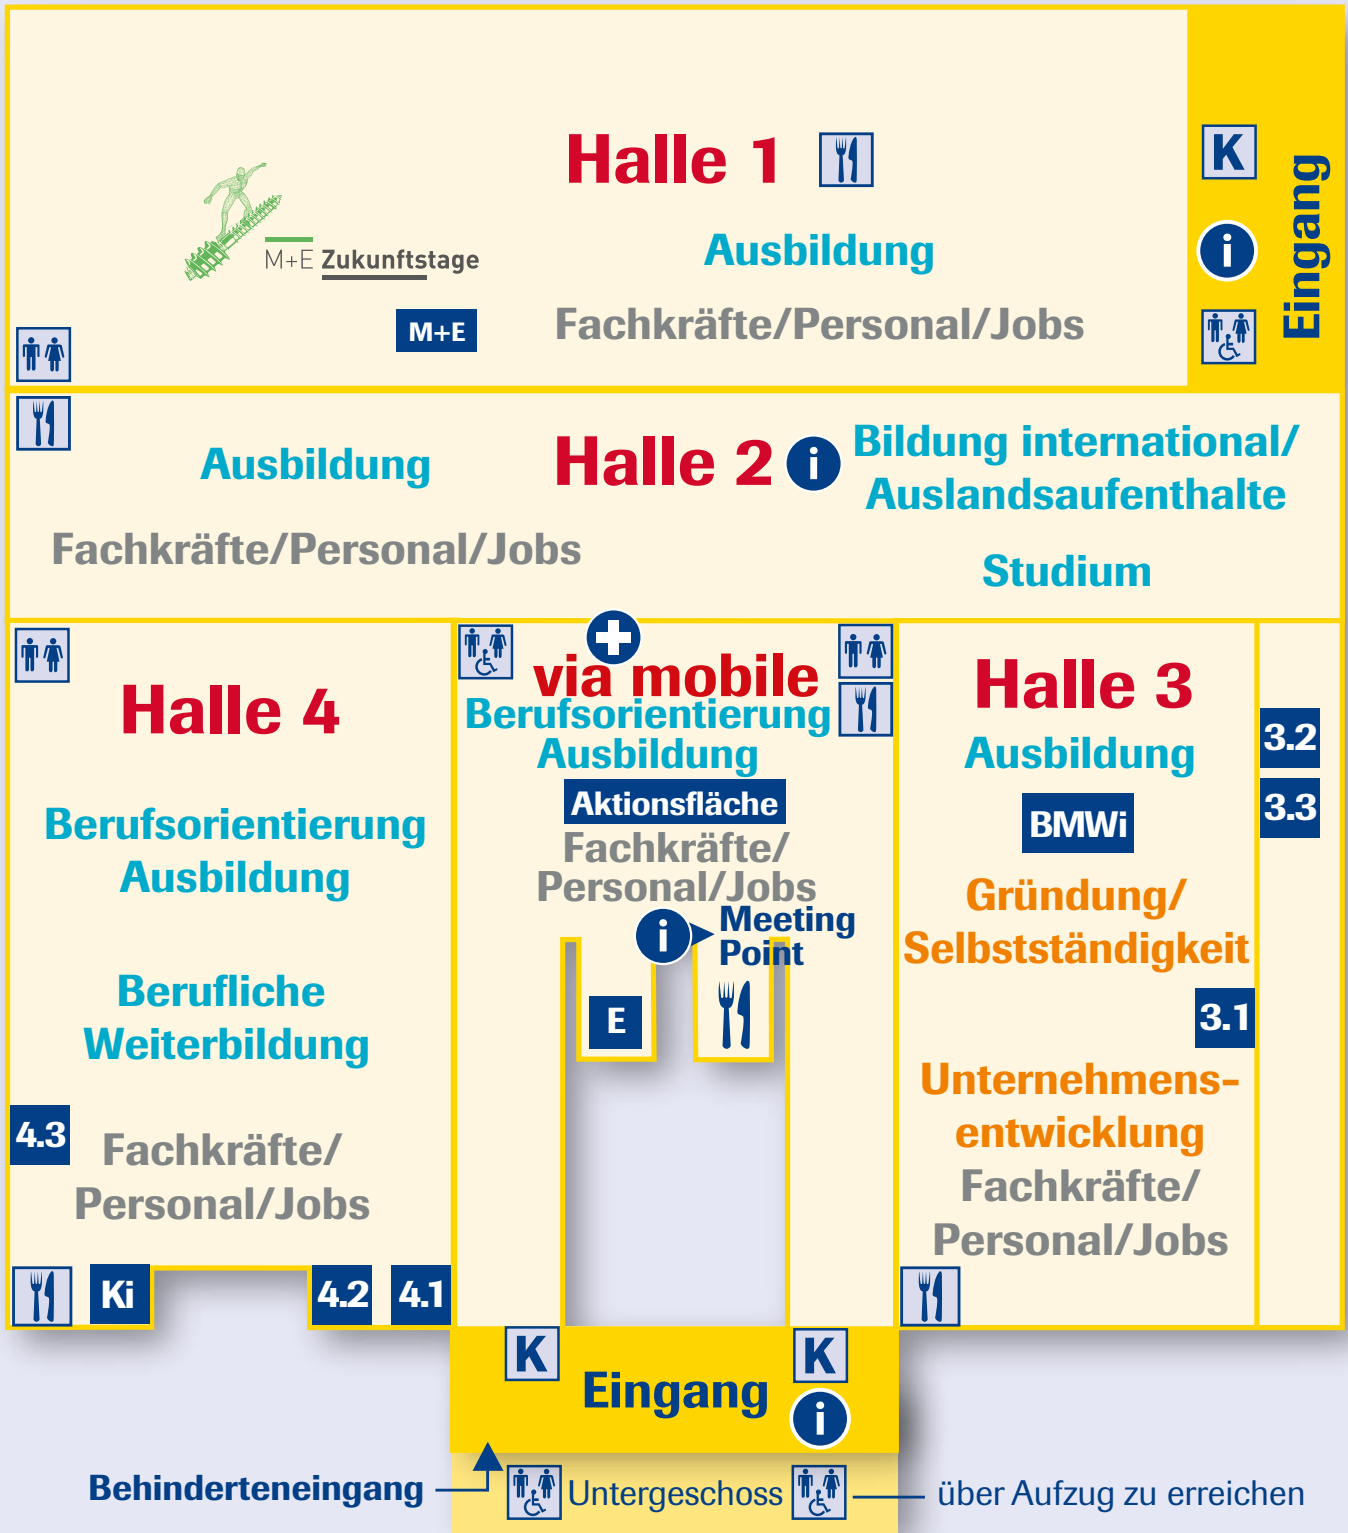 Halle 1
K
Eingang
i
M+E Zukunftstage
Ausbildung
M+E
Fachkräfte/Personal/Jobs
Ausbildung
Halle 2
i
Bildung international/
Auslandsaufenthalte
Fachkräfte/Personal/Jobs
Studium
Halle 4
Berufsorientierung
Ausbildung
Berufliche
Weiterbildung
4.3
Fachkräfte/
Personal/Jobs
Ki
4.2
4.1
via mobile
Berufsorientierung
Ausbildung
Aktionsfläche
Fachkräfte/
Personal/Jobs
i
Meeting
Point
E
Halle 3
Ausbildung
3.2
3.3
BMWi
Gründung/
Selbstständigkeit
3.1
Unternehmens-
entwicklung
Fachkräfte/
Personal/Jobs
K
K
Eingang
i
Behinderteneingang
Untergeschoss
über Aufzug zu erreichen